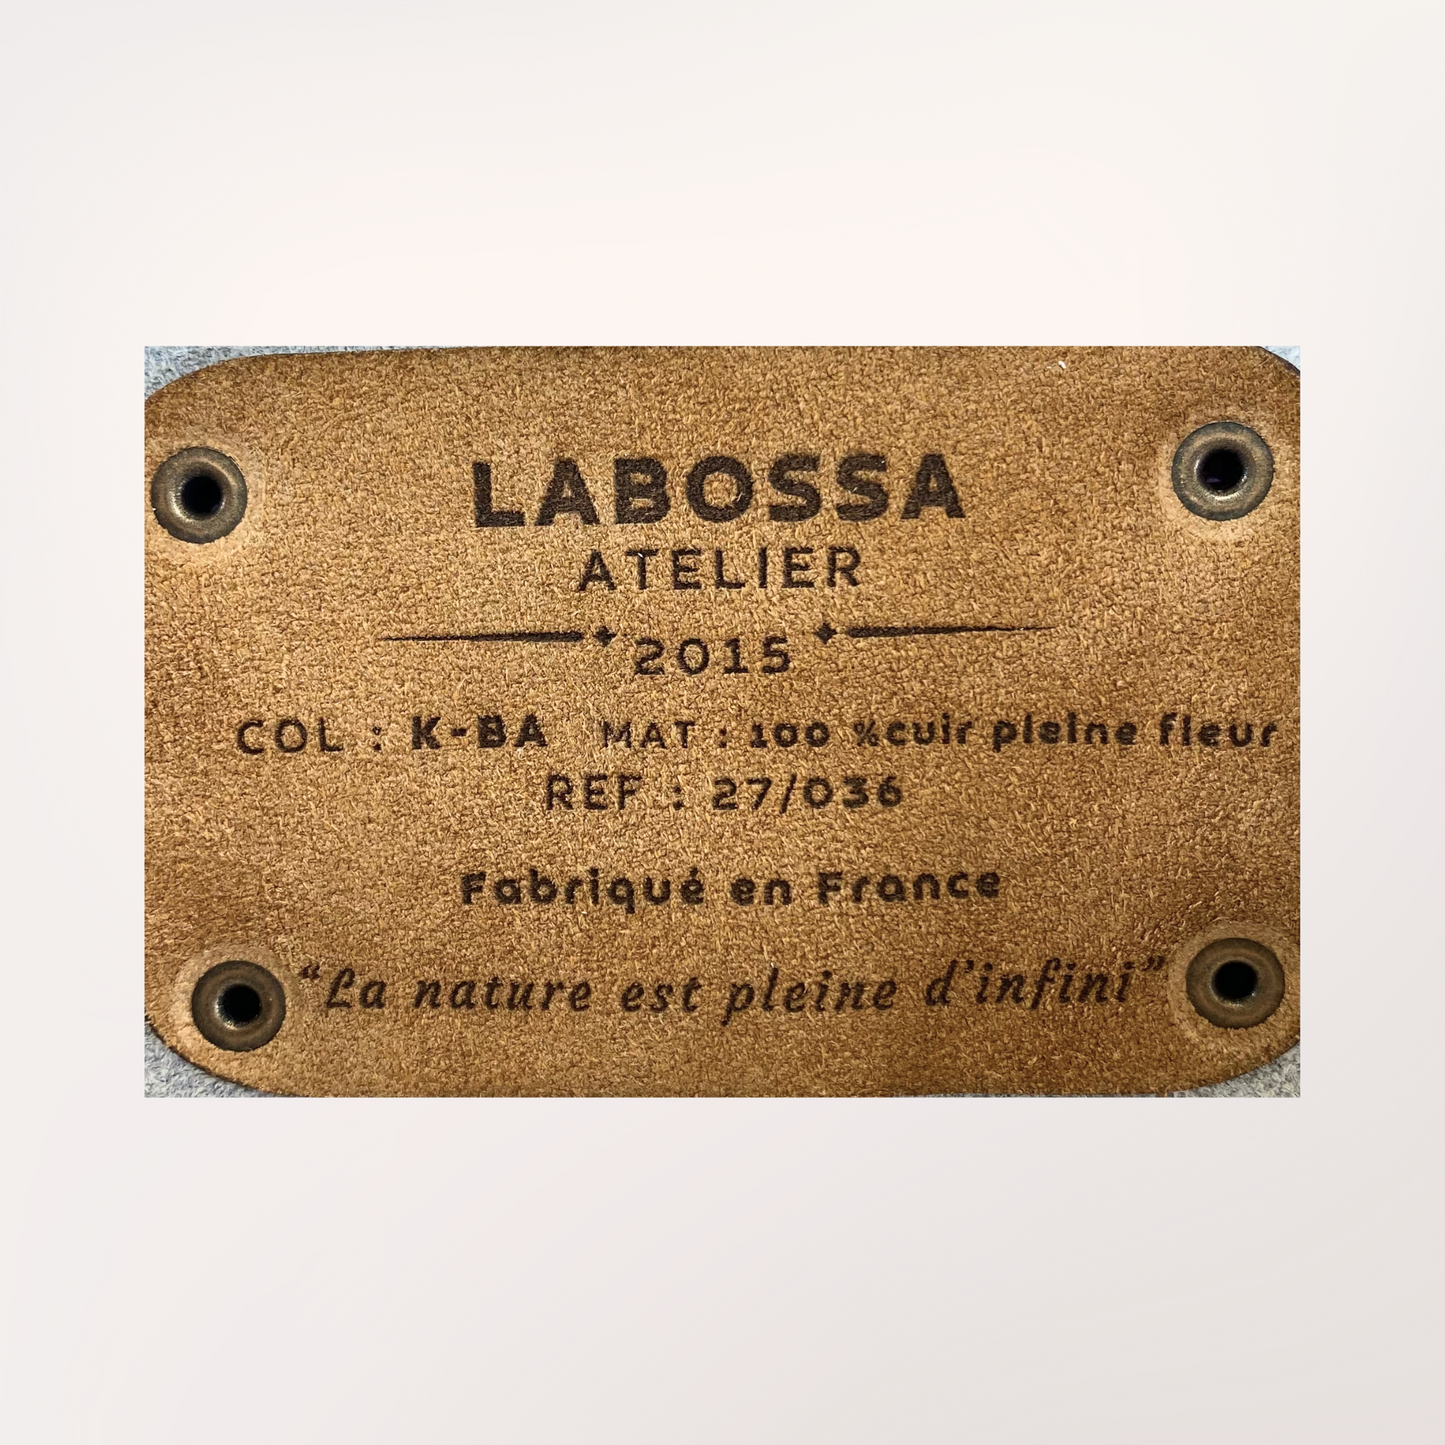 LABOSSA
ATELIER
2015
COL : K-BA MAT : 100 %cuir pleine fleur
REF : 27/036
Fabriqué en France
“La nature est pleine d’infini”